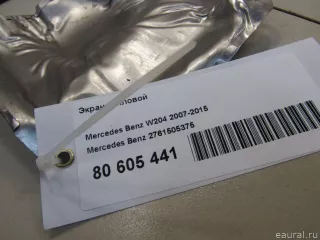 Экран
Mercedes Benz W204 2007-2015
Mercedes Benz 2761505375
80 605 441
eaural.ru